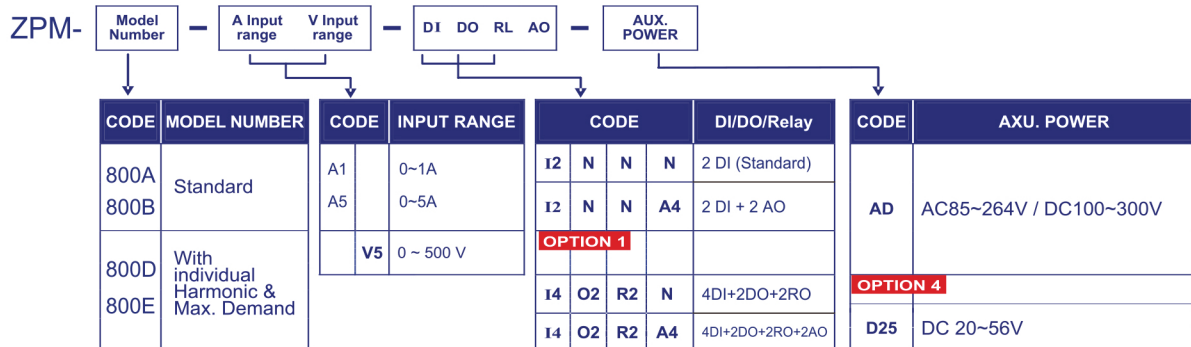 ZPM- Model Number — A Input range V Input range — DI DO RL AO — AUX. POWER
CODE MODEL NUMBER
800A Standard
800B
800D With individual Harmonic & Max. Demand
800E
CODE INPUT RANGE
A1 0~1A
A5 0~5A
V5 0 ~ 500 V
CODE DI/DO/Relay
I2 N N N 2 DI (Standard)
I2 N N A4 2 DI + 2 AO
OPTION 1
I4 O2 R2 N 4DI+2DO+2RO
I4 O2 R2 A4 4DI+2DO+2RO+2AO
CODE AXU. POWER
AD AC85~264V / DC100~300V
OPTION 4
D25 DC 20~56V